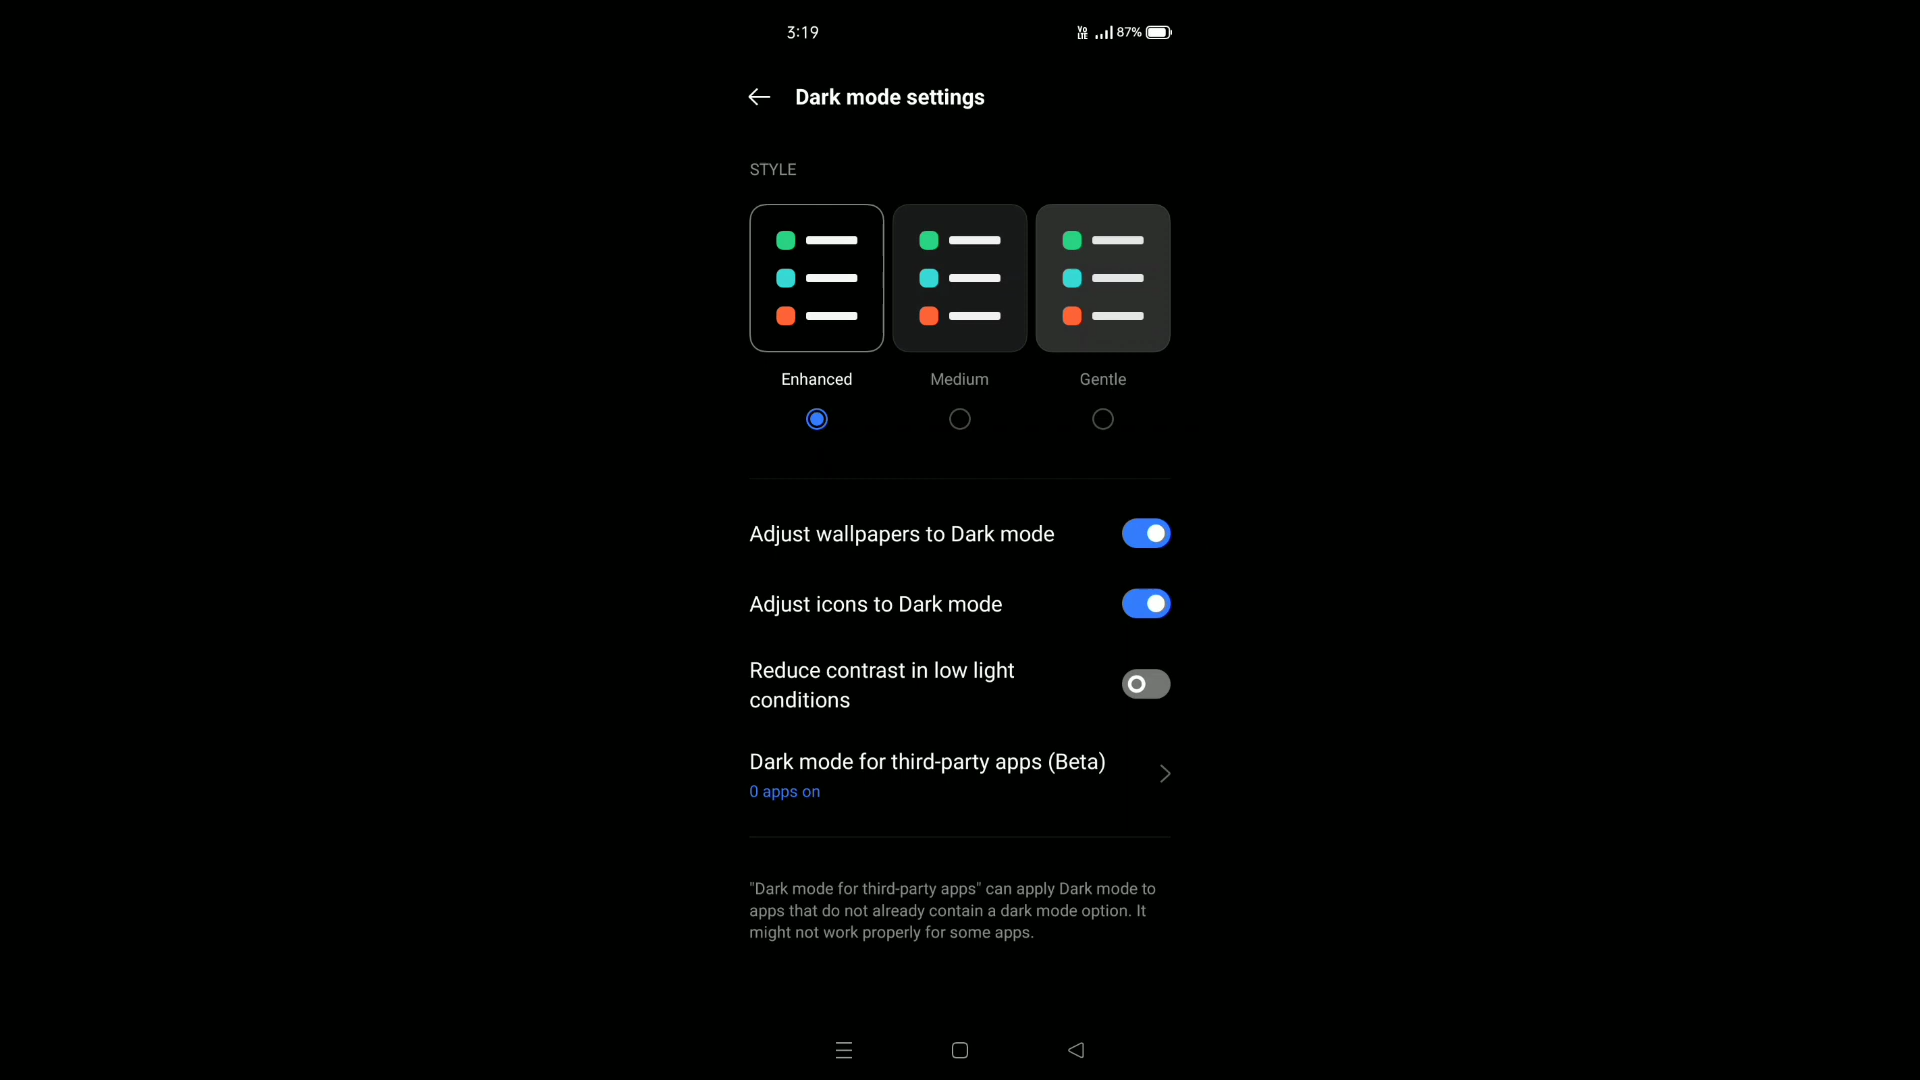 3:19
Vo LTE 87%
Dark mode settings
STYLE
Enhanced Medium Gentle
Adjust wallpapers to Dark mode
Adjust icons to Dark mode
Reduce contrast in low light
conditions
Dark mode for third-party apps (Beta)
0 apps on
"Dark mode for third-party apps" can apply Dark mode to
apps that do not already contain a dark mode option. It
might not work properly for some apps.